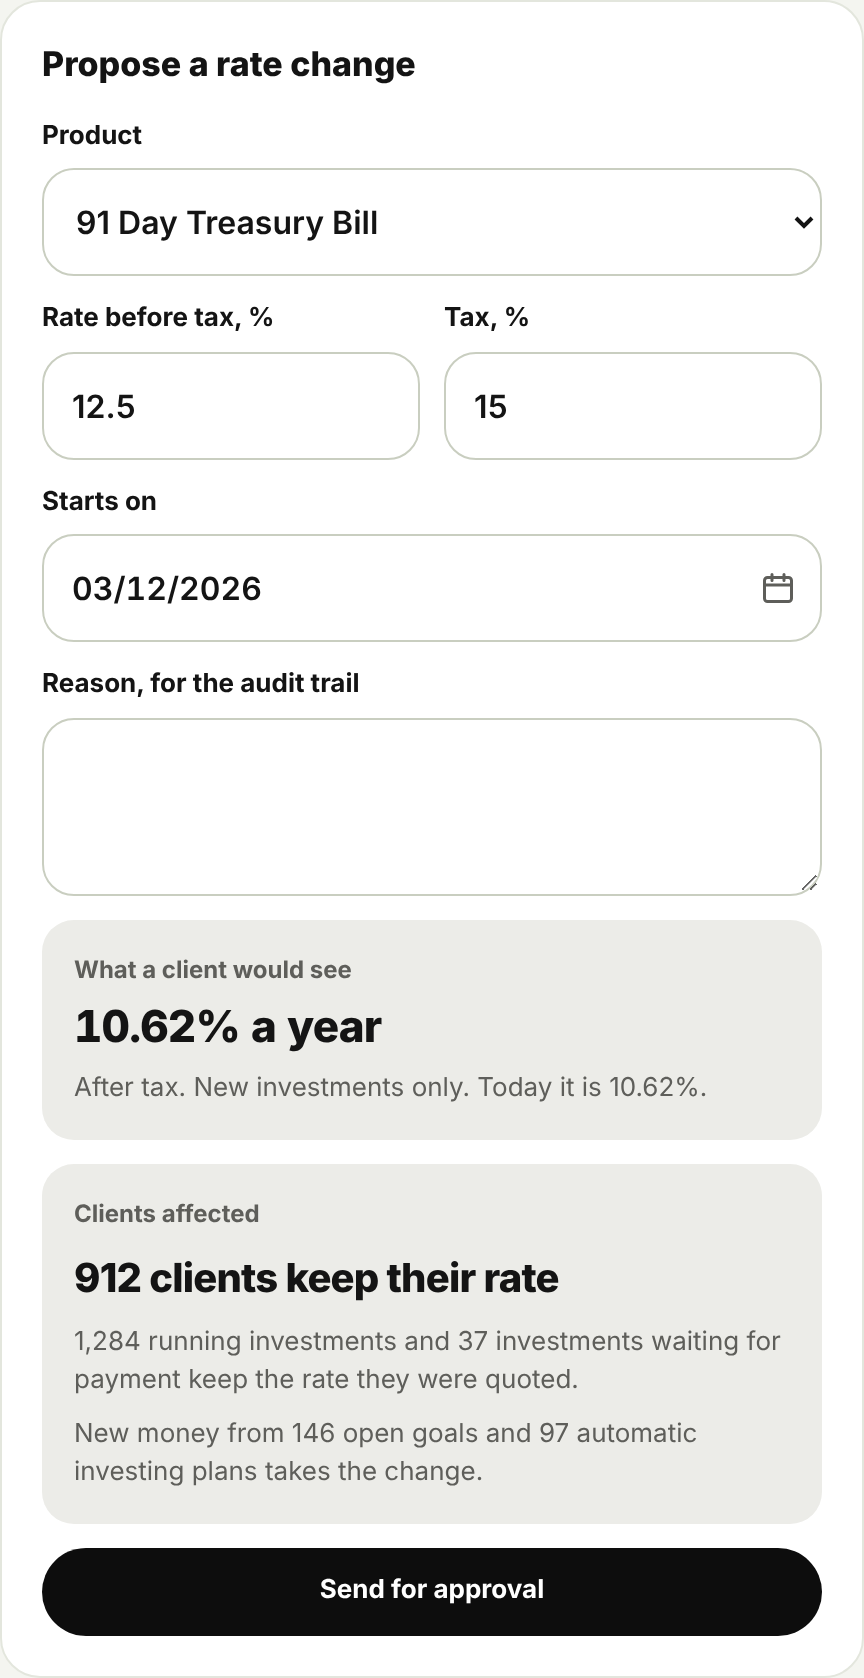 Propose a rate change
Product
91 Day Treasury Bill
Rate before tax, %
Tax, %
12.5
15
Starts on
03/12/2026
Reason, for the audit trail
What a client would see
10.62% a year
After tax. New investments only. Today it is 10.62%.
Clients affected
912 clients keep their rate
1,284 running investments and 37 investments waiting for
payment keep the rate they were quoted.
New money from 146 open goals and 97 automatic
investing plans takes the change.
Send for approval